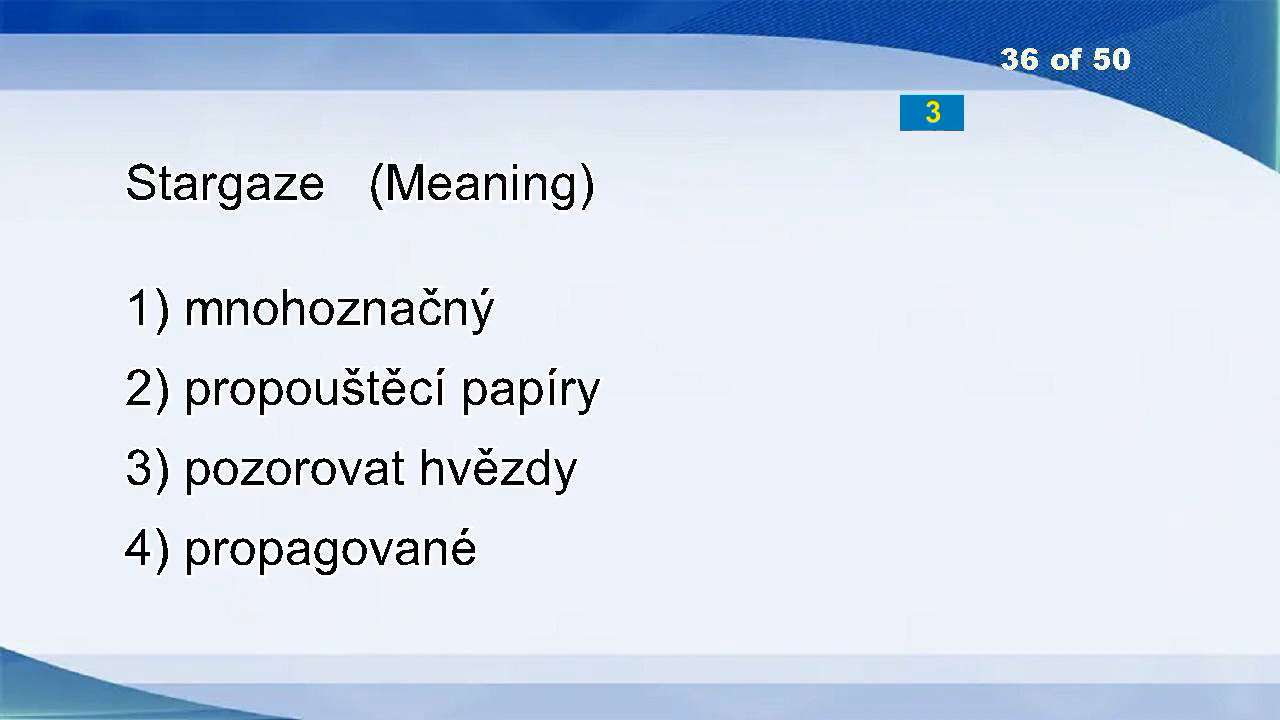 36 of 50
3
Stargaze (Meaning)
1) mnohoznačný
2) propouštěcí papíry
3) pozorovat hvězdy
4) propagované